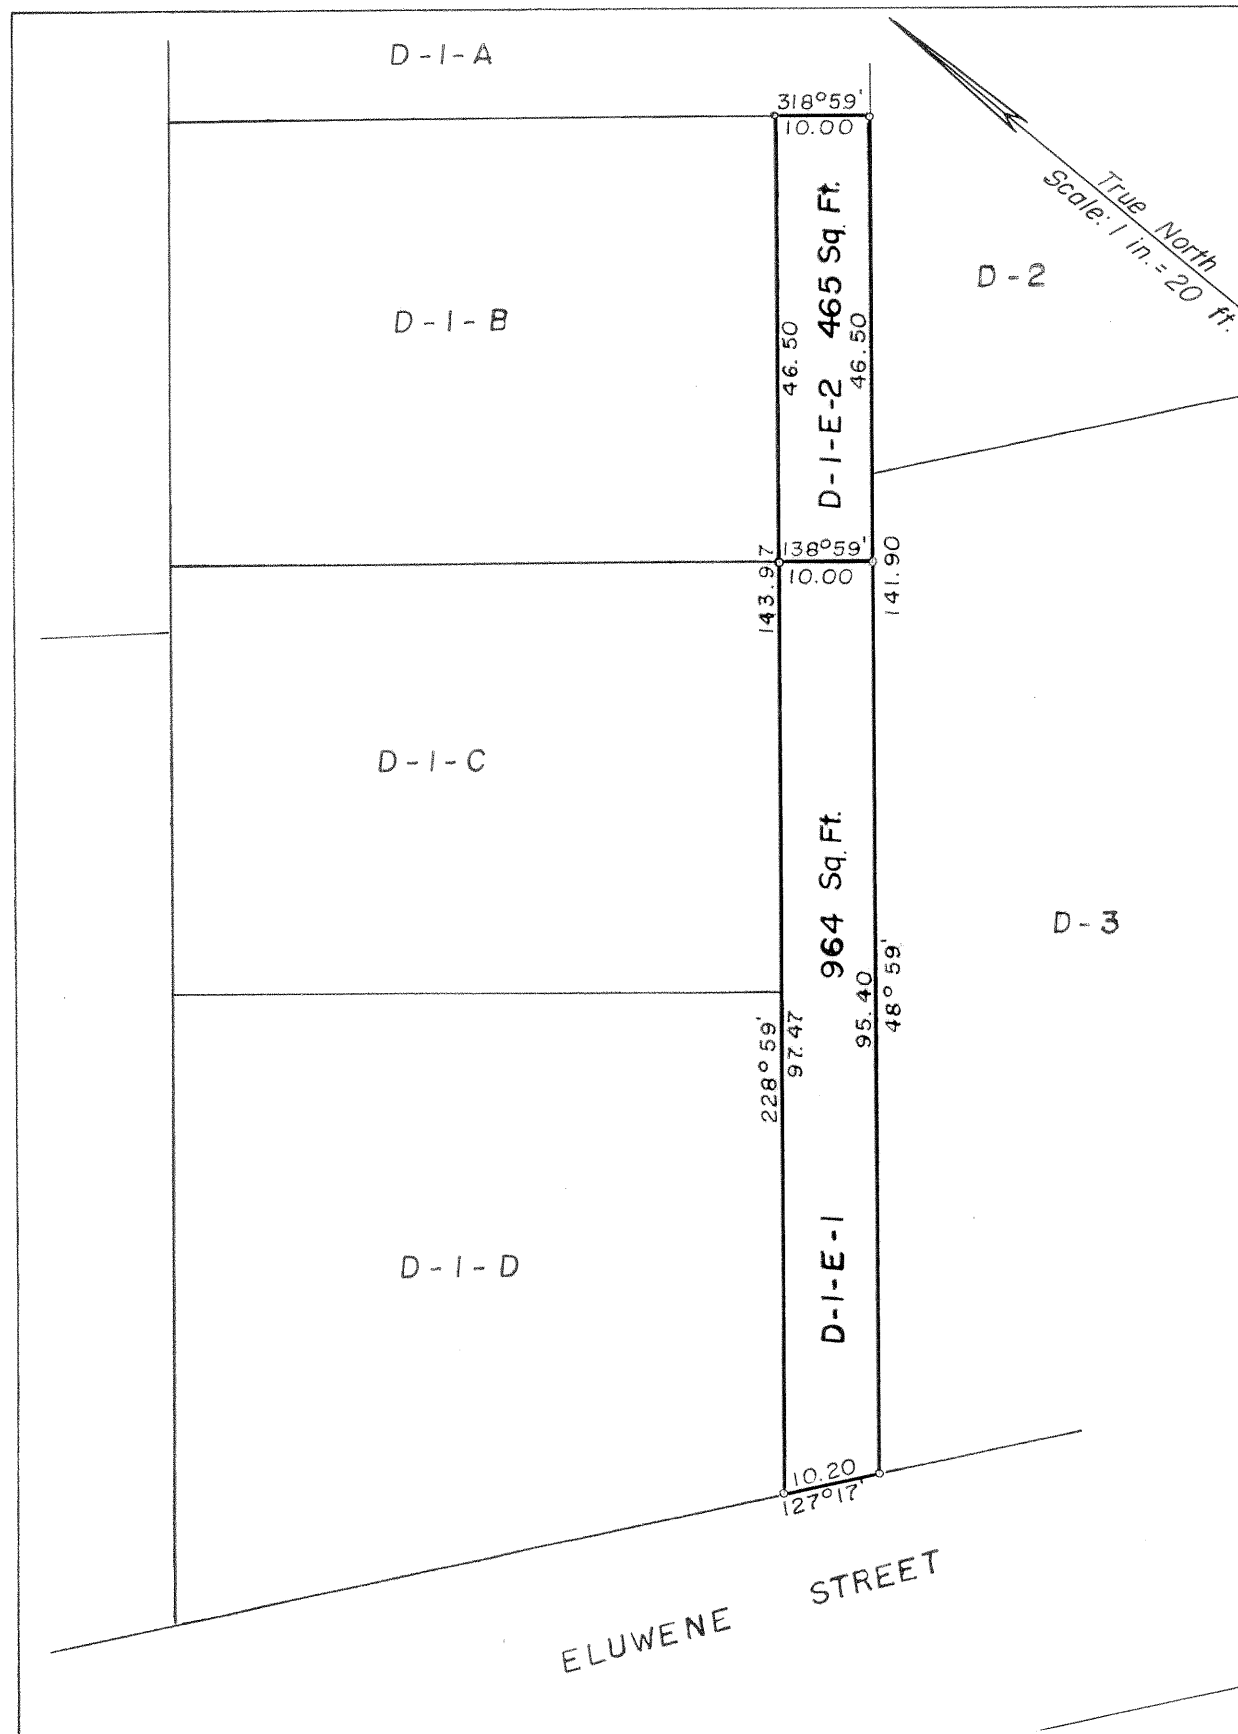 D-1-A
318°59'
10.00
True North
Scale: 1 in. = 20 ft.
D-2
D-1-B
46.50
D-1-E-2 465 Sq. Ft.
46.50
138°59'
10.00
143.97
141.90
D-1-C
964 Sq. Ft.
D-3
228°59'
97.47
95.40
48°59'
D-1-E-1
D-1-D
10.20
127°17'
ELUWENE STREET